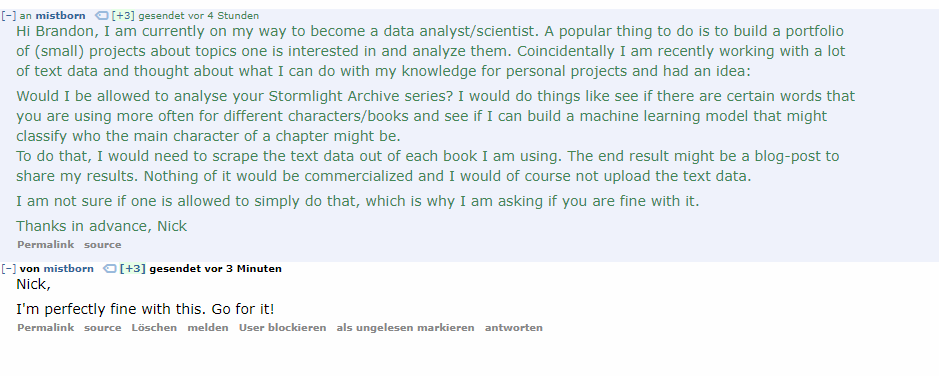 [–] an mistborn [+3] gesendet vor 4 Stunden
Hi Brandon, I am currently on my way to become a data analyst/scientist. A popular thing to do is to build a portfolio
of (small) projects about topics one is interested in and analyze them. Coincidentally I am recently working with a lot
of text data and thought about what I can do with my knowledge for personal projects and had an idea:
Would I be allowed to analyse your Stormlight Archive series? I would do things like see if there are certain words that
you are using more often for different characters/books and see if I can build a machine learning model that might
classify who the main character of a chapter might be.
To do that, I would need to scrape the text data out of each book I am using. The end result might be a blog-post to
share my results. Nothing of it would be commercialized and I would of course not upload the text data.
I am not sure if one is allowed to simply do that, which is why I am asking if you are fine with it.
Thanks in advance, Nick
Permalink source
[–] von mistborn [+3] gesendet vor 3 Minuten
Nick,
I'm perfectly fine with this. Go for it!
Permalink source Löschen melden User blockieren als ungelesen markieren antworten